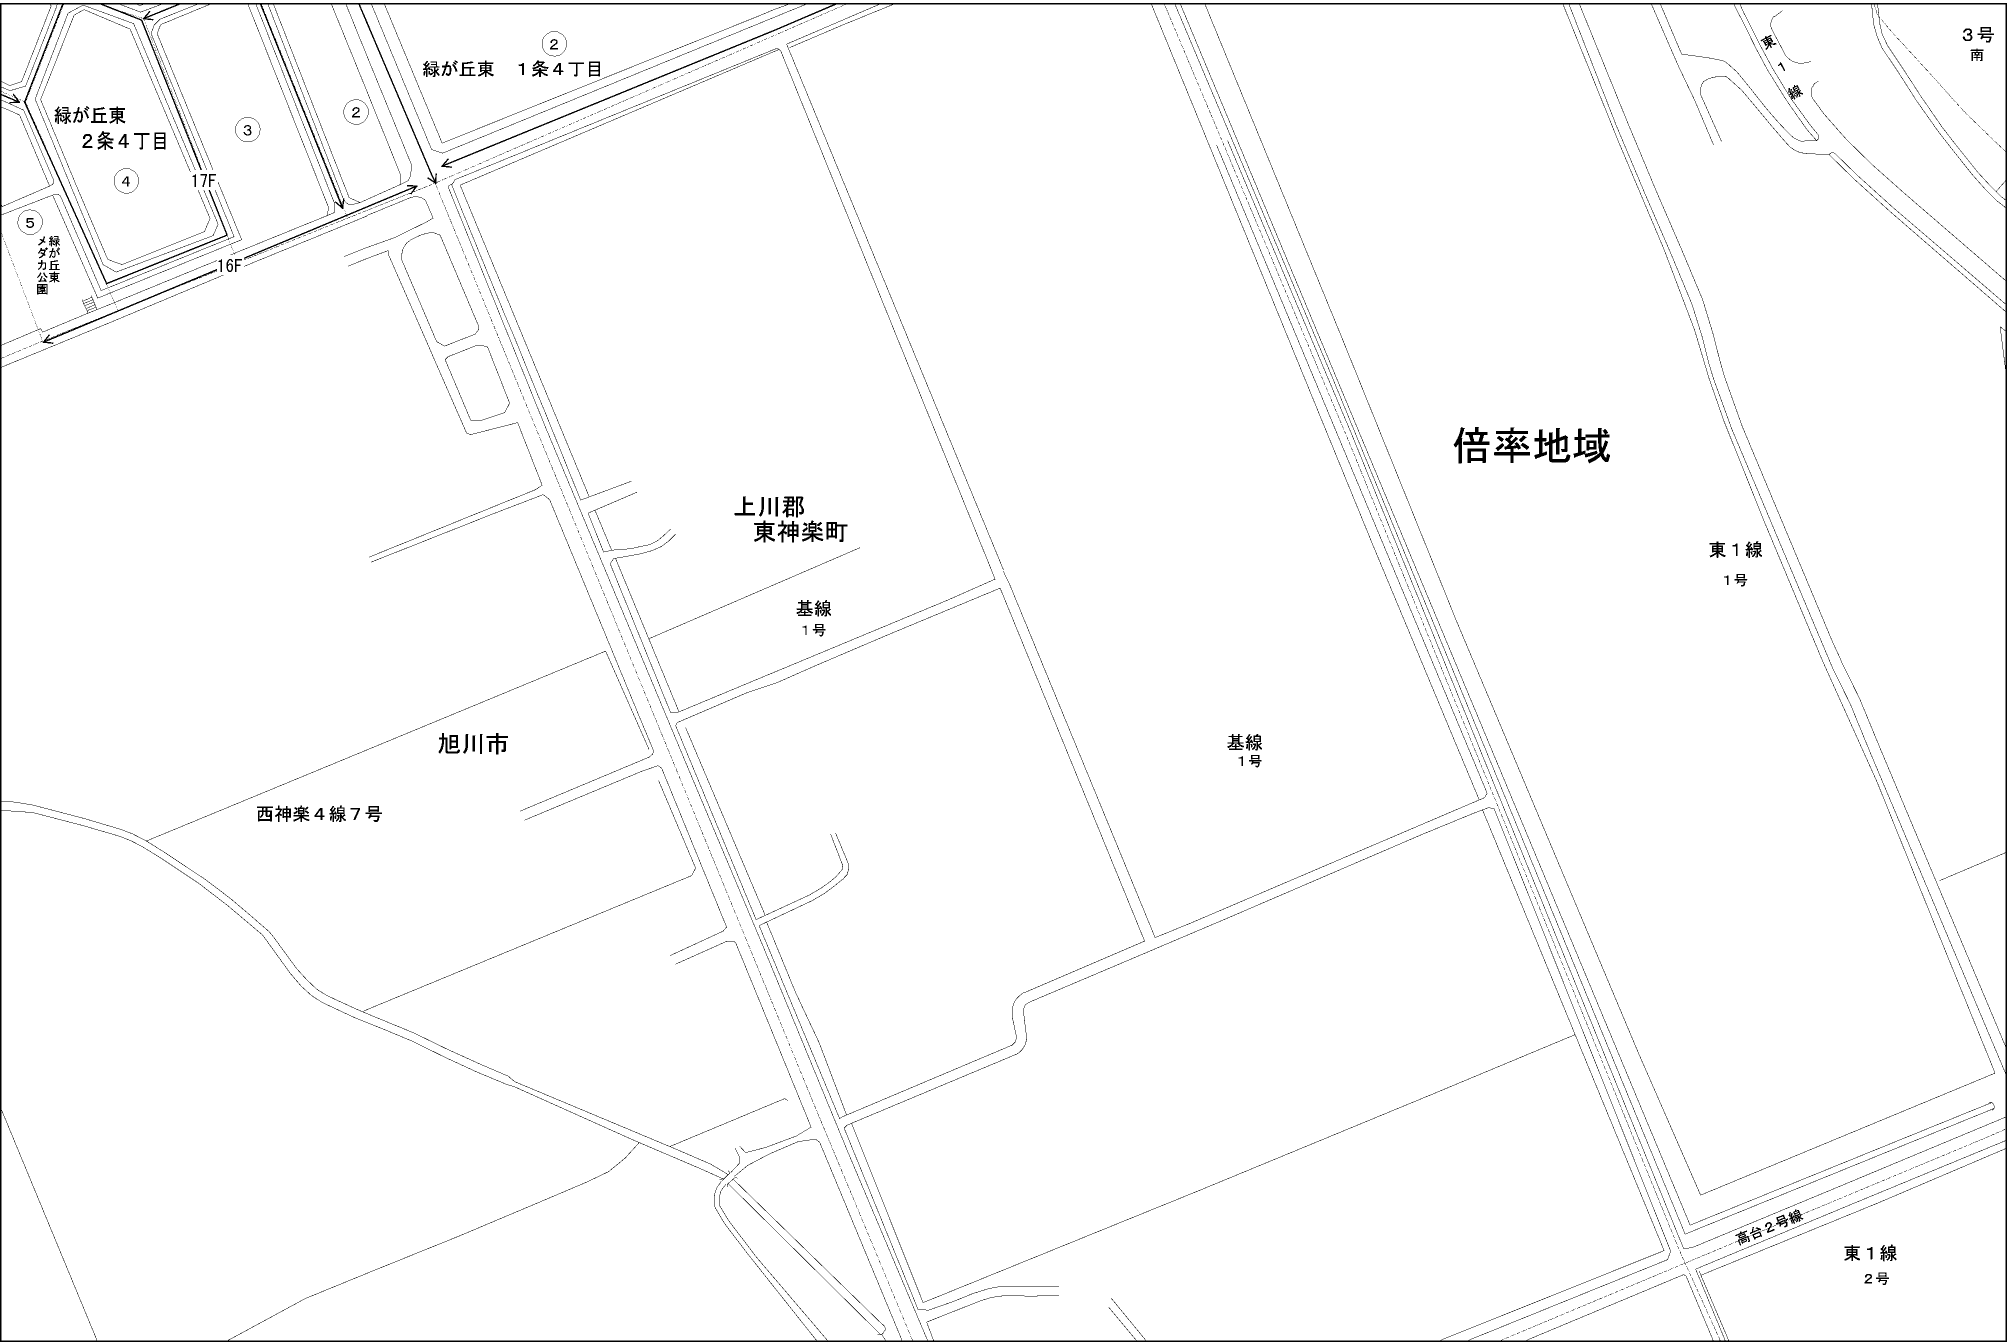 ②
緑が丘東　１条４丁目
３号
南
東１線
緑が丘東
２条４丁目
③
②
④
17F
⑤
緑が丘東
メダカ公園
16F
倍率地域
上川郡
東神楽町
東１線
１号
基線
１号
旭川市
基線
１号
西神楽４線７号
高台２号線
東１線
２号